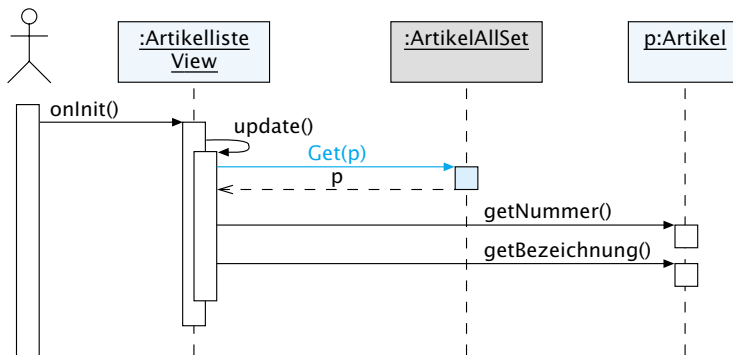 :Artikelliste
View
:ArtikelAllSet
p:Artikel
onInit()
update()
Get(p)
p
getNummer()
getBezeichnung()